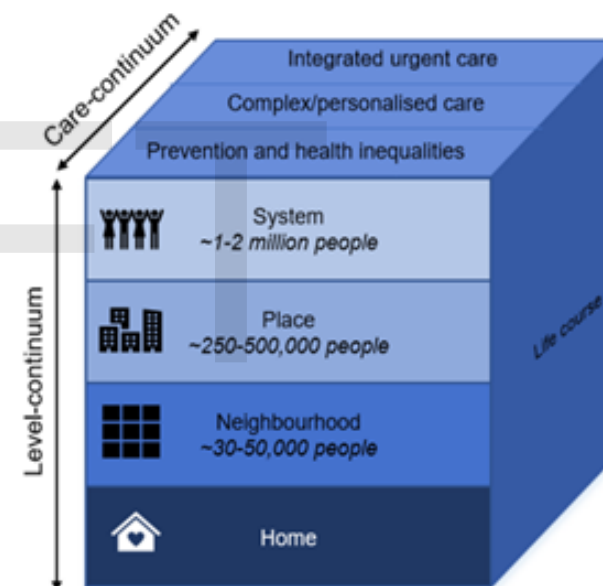 Care-continuum
Integrated urgent care
Complex/personalised care
Prevention and health inequalities
Level-continuum
System
~1-2 million people
Place
~250-500,000 people
Neighbourhood
~30-50,000 people
Home
Life course